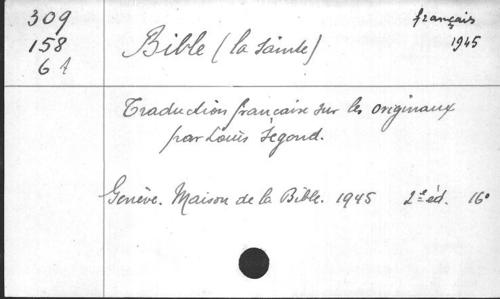 309
158
6 A
français
1945
Bible (la Sainte)
Traduction française sur les originaux
par Louis Segond.
Genève. Maison de la Bible. 1945 2e éd. 16°